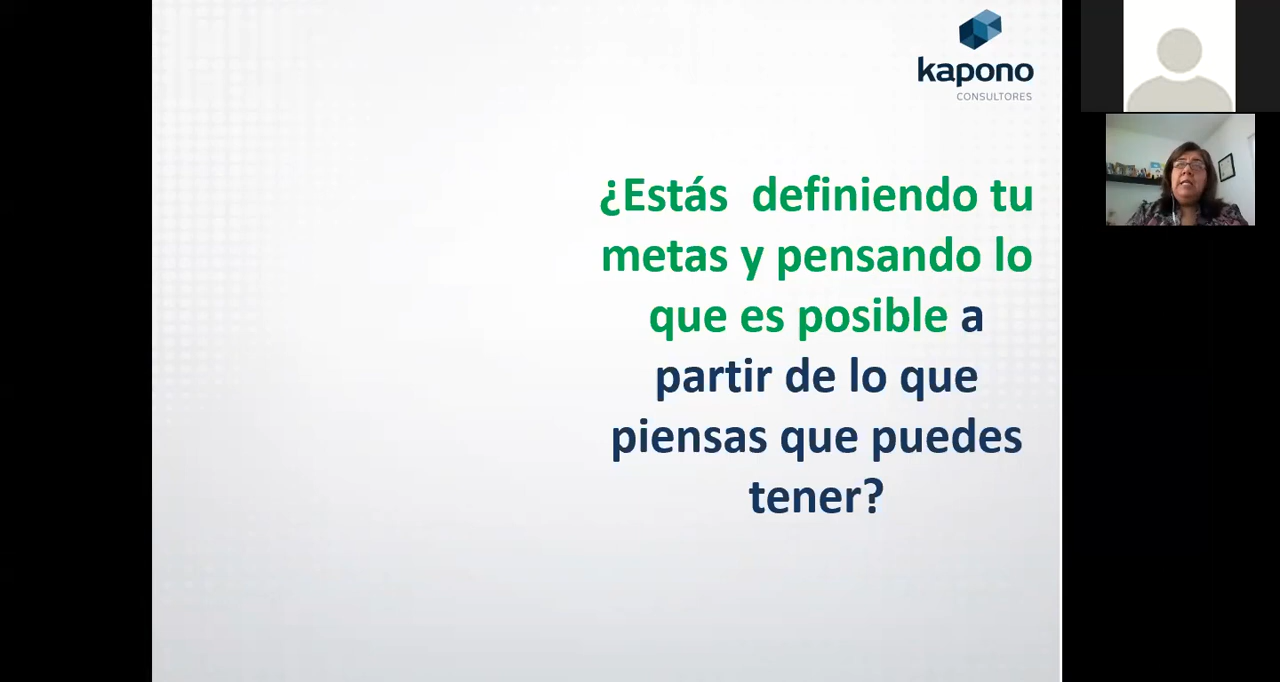 kapono
CONSULTORES
¿Estás definiendo tu
metas y pensando lo
que es posible a
partir de lo que
piensas que puedes
tener?